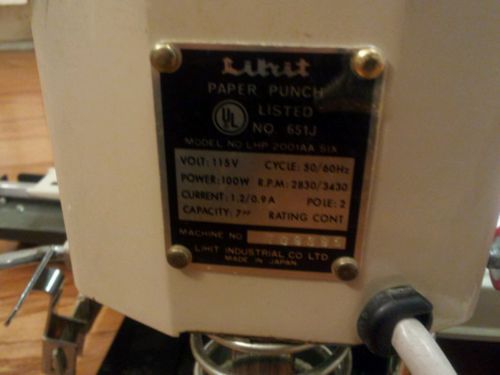 Lihit
PAPER PUNCH
UL LISTED
NO. 651J
MODEL NO LHP 2001AA SIX
VOLT: 115V CYCLE: 50/60Hz
POWER: 100W R.P.M: 2830/3430
CURRENT: 1.2/0.9A POLE: 2
CAPACITY: 7" RATING CONT
MACHINE NO
LIHIT INDUSTRIAL CO LTD
MADE IN JAPAN